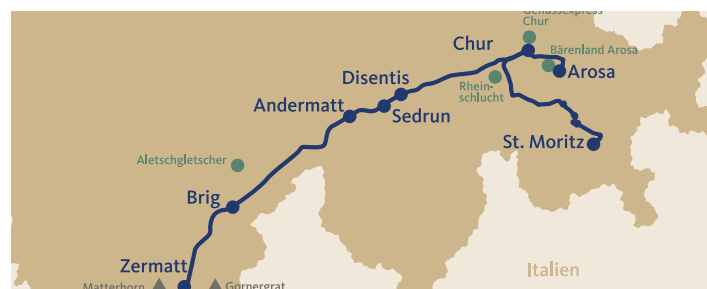 Genussexpress
Chur
Chur
Bärenland Arosa
Arosa
Disentis
Rhein-
schlucht
Andermatt
Sedrun
St. Moritz
Aletschgletscher
Brig
Zermatt
Italien
Matterhorn
Gornergrat